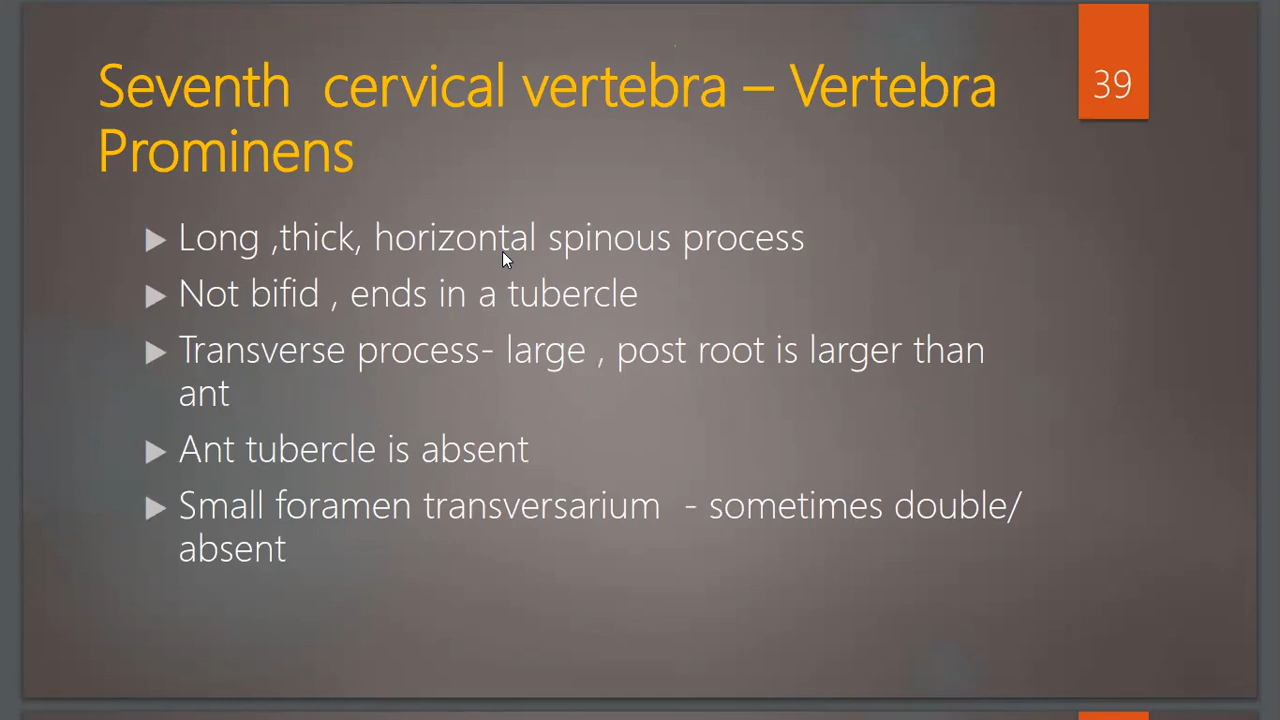 Seventh  cervical vertebra – Vertebra
Prominens
39
Long ,thick, horizontal spinous process
Not bifid , ends in a tubercle
Transverse process- large , post root is larger than
ant
Ant tubercle is absent
Small foramen transversarium  - sometimes double/
absent